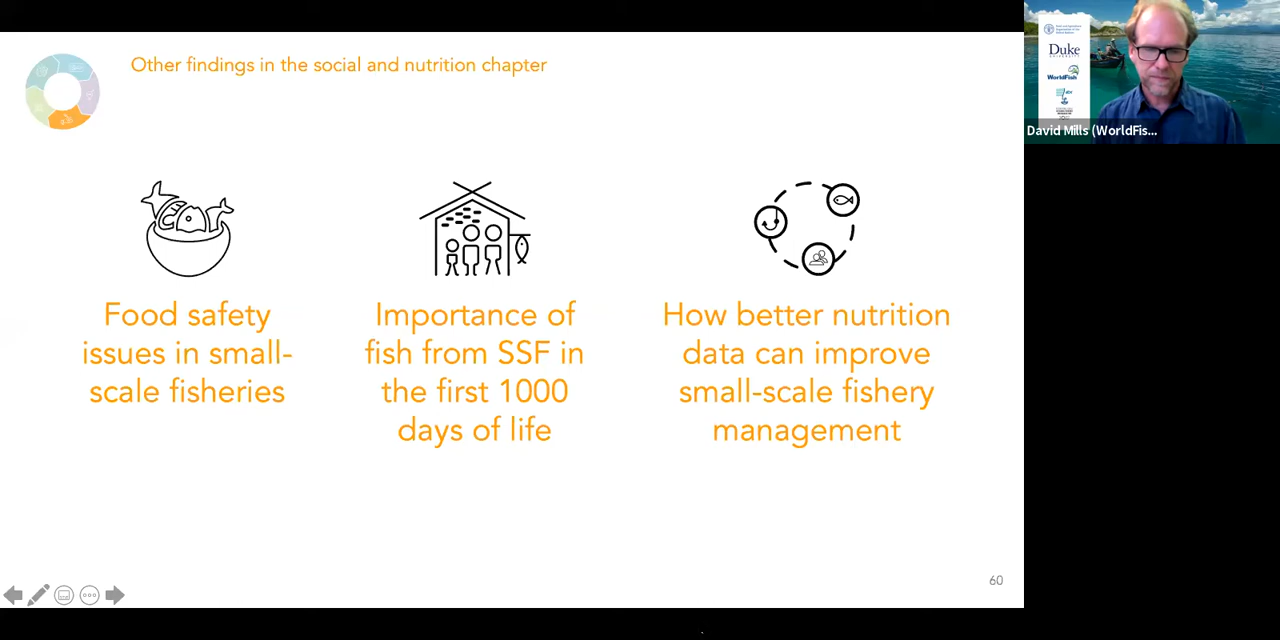 Other findings in the social and nutrition chapter
Food safety
issues in small-
scale fisheries
Importance of
fish from SSF in
the first 1000
days of life
How better nutrition
data can improve
small-scale fishery
management
60
Duke
WorldFish
David Mills (WorldFis...